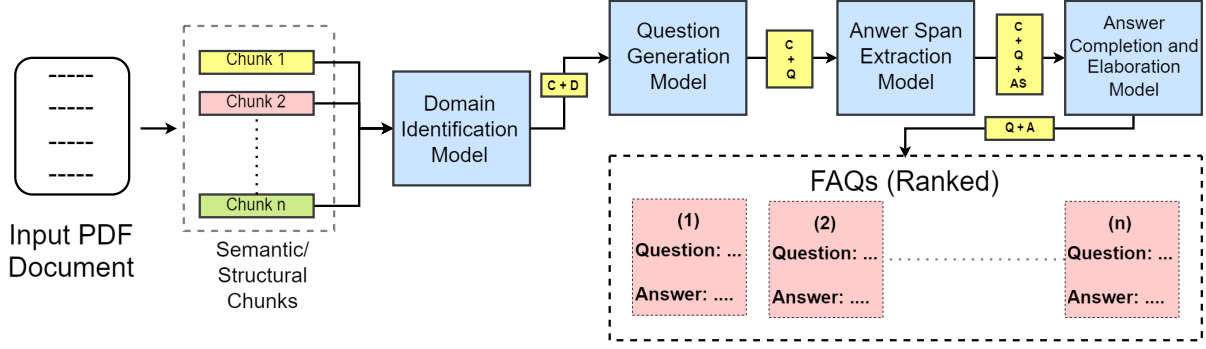 Input PDF
Document
Chunk 1
Chunk 2
Chunk n
Semantic/
Structural
Chunks
Domain
Identification
Model
C + D
Question
Generation
Model
C
+
Q
Anwer Span
Extraction
Model
C
+
Q
+
AS
Answer
Completion and
Elaboration
Model
Q + A
FAQs (Ranked)
(1)
Question: ...
Answer: ....
(2)
Question: ...
Answer: ....
(n)
Question: ...
Answer: ....